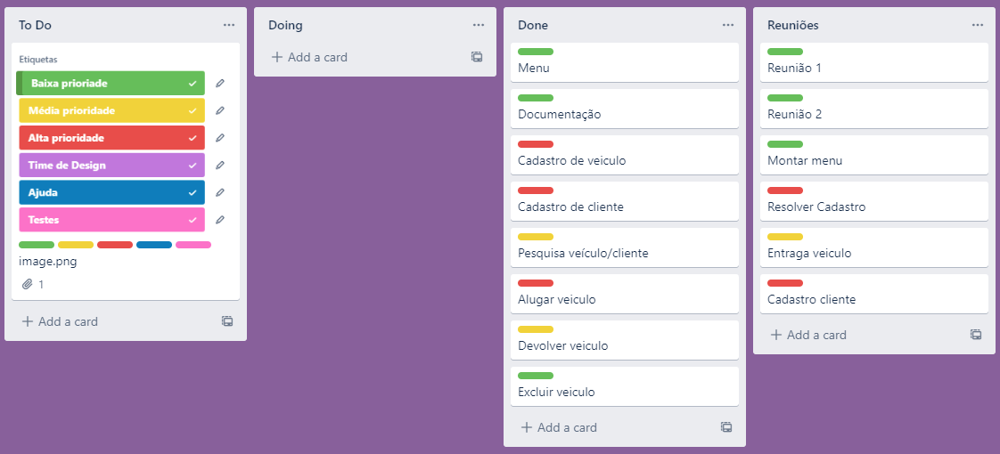 To Do
Etiquetas
Baixa prioriade
Média prioridade
Alta prioridade
Time de Design
Ajuda
Testes
image.png
1
Add a card
Doing
Add a card
Done
Menu
Documentação
Cadastro de veiculo
Cadastro de cliente
Pesquisa veículo/cliente
Alugar veiculo
Devolver veiculo
Excluir veiculo
Add a card
Reuniões
Reunião 1
Reunião 2
Montar menu
Resolver Cadastro
Entraga veiculo
Cadastro cliente
Add a card